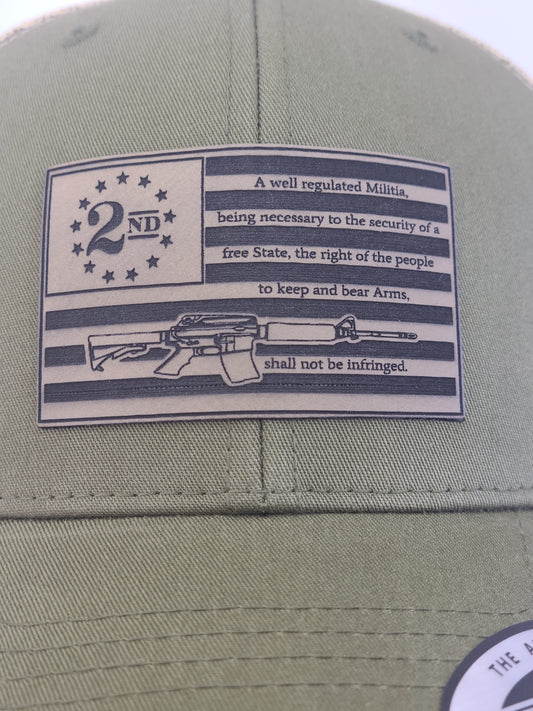 2ND
A well regulated Militia,
being necessary to the security of a
free State, the right of the people
to keep and bear Arms,
shall not be infringed.
THE